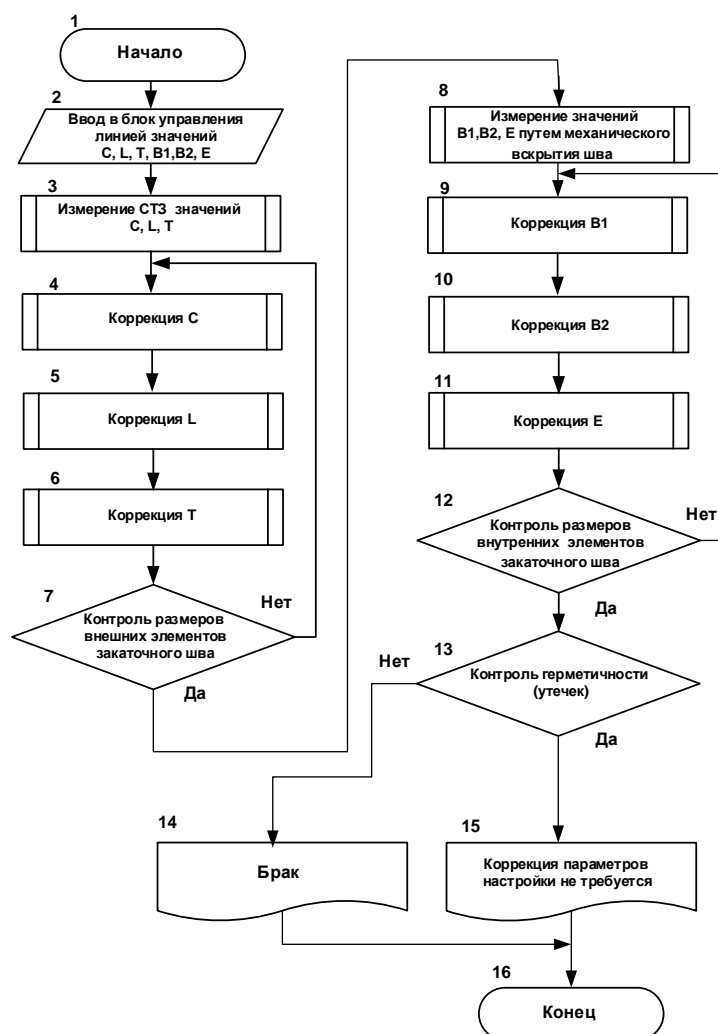 1
Начало
2
Ввод в блок управления
линией значений
C, L, T, B1,B2, E
3
Измерение СТЗ значений
C, L, T
4
Коррекция C
5
Коррекция L
6
Коррекция T
7
Контроль размеров
внешних элементов
закаточного шва
Нет
Да
8
Измерение значений
B1,B2, E путем механического
вскрытия шва
9
Коррекция B1
10
Коррекция B2
11
Коррекция E
12
Контроль размеров
внутренних элементов
закаточного шва
Нет
Да
13
Контроль герметичности
(утечек)
Нет
Да
14
Брак
15
Коррекция параметров
настройки не требуется
16
Конец